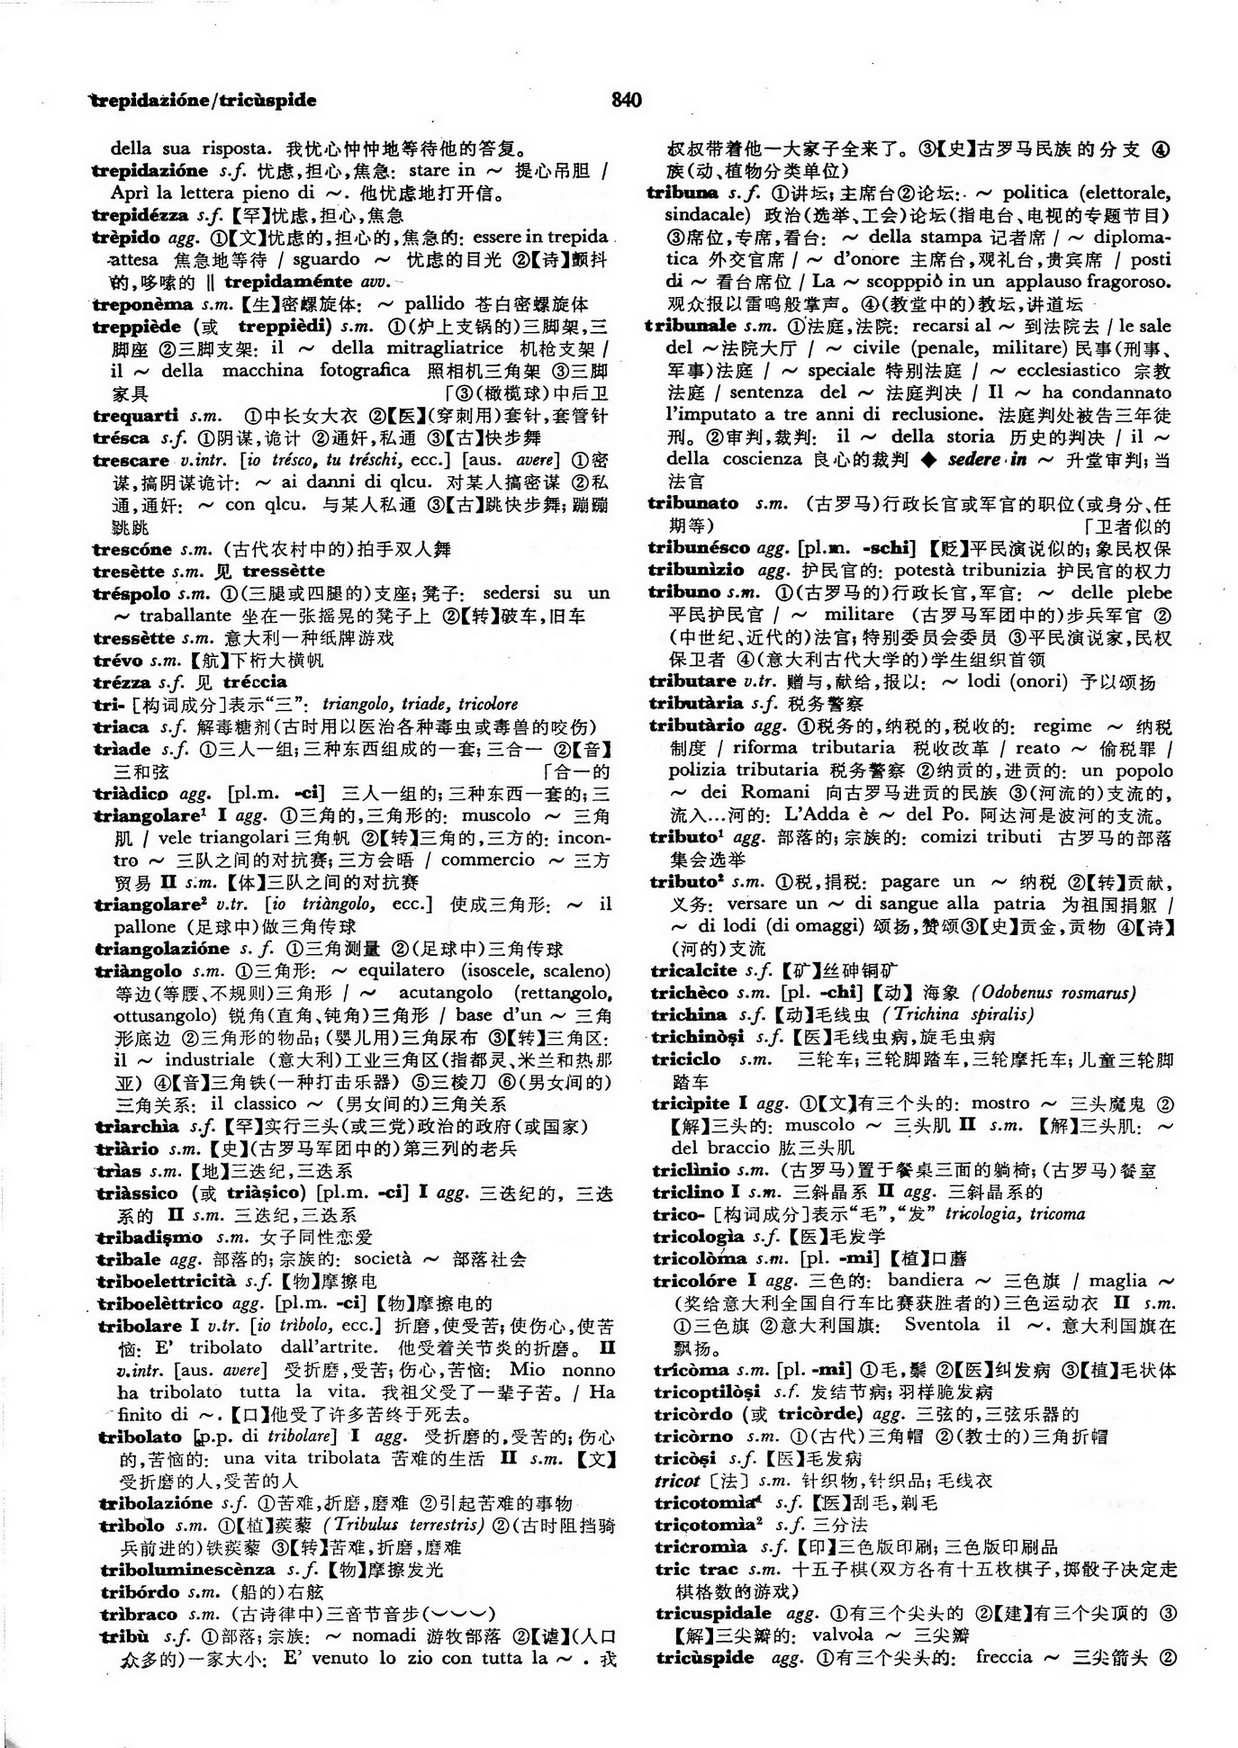 trepidazióne/tricùspide
840
della sua risposta. 我忧心忡忡地等待他的答复。
trepidazióne s.f. 忧虑,担心,焦急: stare in ～ 提心吊胆 /
Aprì la lettera pieno di ～. 他忧虑地打开信。
trepidézza s.f.【罕】忧虑,担心,焦急
trèpido agg. ①【文】忧虑的,担心的,焦急的: essere in trepida
attesa 焦急地等待 / sguardo ～ 忧虑的目光 ②【诗】颤抖
的,哆嗦的 ‖ trepidaménte avv.
treponèma s.m.【生】密螺旋体: ～ pallido 苍白密螺旋体
treppiède (或 treppièdi) s.m. ①(炉上支锅的)三脚架,三
脚座 ②三脚支架: il ～ della mitragliatrice 机枪支架 /
il ～ della macchina fotografica 照相机三角架 ③三脚
家具 「③(橄榄球)中后卫
trequarti s.m. ①中长女大衣 ②【医】(穿刺用)套针,套管针
trésca s.f. ①阴谋,诡计 ②通奸,私通 ③【古】快步舞
trescare v.intr. [io trésco, tu tréschi, ecc.] [aus. avere] ①密
谋,搞阴谋诡计: ～ ai danni di qlcu. 对某人搞密谋 ②私
通,通奸: ～ con qlcu. 与某人私通 ③【古】跳快步舞; 蹦蹦
跳跳
trescóne s.m. (古代农村中的)拍手双人舞
tresètte s.m. 见 tressètte
tréspolo s.m. ①(三腿或四腿的)支座; 凳子: sedersi su un
～ traballante 坐在一张摇晃的凳子上 ②【转】破车,旧车
tressètte s.m. 意大利一种纸牌游戏
trévo s.m.【航】下桁大横帆
trézza s.f. 见 tréccia
tri- [构词成分]表示“三”: triangolo, triade, tricolore
triaca s.f. 解毒糖剂(古时用以医治各种毒虫或毒兽的咬伤)
trìade s.f. ①三人一组; 三种东西组成的一套; 三合一 ②【音】
三和弦 「合一的
triàdico agg. [pl.m. -ci] 三人一组的; 三种东西一套的; 三
triangolare¹ I agg. ①三角的,三角形的: muscolo ～ 三角
肌 / vele triangolari 三角帆 ②【转】三角的,三方的: incon-
tro ～ 三队之间的对抗赛; 三方会晤 / commercio ～ 三方
贸易 II s.m.【体】三队之间的对抗赛
triangolare² v.tr. [io triàngolo, ecc.] 使成三角形: ～ il
pallone (足球中)做三角传球
triangolazióne s. f. ①三角测量 ②(足球中)三角传球
triàngolo s.m. ①三角形: ～ equilatero (isoscele, scaleno)
等边(等腰、不规则)三角形 / ～ acutangolo (rettangolo,
ottusangolo) 锐角(直角、钝角)三角形 / base d'un ～ 三角
形底边 ②三角形的物品; (婴儿用)三角尿布 ③【转】三角区:
il ～ industriale (意大利)工业三角区(指都灵、米兰和热那
亚) ④【音】三角铁(一种打击乐器) ⑤三棱刀 ⑥(男女间的)
三角关系: il classico ～ (男女间的)三角关系
triarchìa s.f.【罕】实行三头(或三党)政治的政府(或国家)
triàrio s.m.【史】(古罗马军团中的)第三列的老兵
trìas s.m.【地】三迭纪,三迭系
triàssico (或 triàsico) [pl.m. -ci] I agg. 三迭纪的, 三迭
系的 II s.m. 三迭纪,三迭系
tribadismo s.m. 女子同性恋爱
tribale agg. 部落的; 宗族的: società ～ 部落社会
triboelettricità s.f.【物】摩擦电
triboelèttrico agg. [pl.m. -ci]【物】摩擦电的
tribolare I v.tr. [io trìbolo, ecc.] 折磨,使受苦; 使伤心,使苦
恼: E' tribolato dall'artrite. 他受着关节炎的折磨。 II
v.intr. [aus. avere] 受折磨,受苦; 伤心,苦恼: Mio nonno
ha tribolato tutta la vita. 我祖父受了一辈子苦。/ Ha
finito di ～.【口】他受了许多苦终于死去。
tribolato [p.p. di tribolare] I agg. 受折磨的,受苦的; 伤心
的,苦恼的: una vita tribolata 苦难的生活 II s.m.【文】
受折磨的人,受苦的人
tribolazióne s.f. ①苦难,折磨,磨难 ②引起苦难的事物
trìbolo s.m. ①【植】蒺藜 (Tribulus terrestris) ②(古时阻挡骑
兵前进的)铁蒺藜 ③【转】苦难,折磨,磨难
triboluminescènza s.f.【物】摩擦发光
tribórdo s.m. (船的)右舷
trìbraco s.m. (古诗律中)三音节音步(⏑⏑⏑)
tribù s.f. ①部落; 宗族: ～ nomadi 游牧部落 ②【谑】(人口
众多的)一家大小: E' venuto lo zio con tutta la ～. 我
叔叔带着他一大家子全来了。③【史】古罗马民族的分支 ④
族(动、植物分类单位)
tribuna s.f. ①讲坛; 主席台②论坛: ～ politica (elettorale,
sindacale) 政治(选举、工会)论坛(指电台、电视的专题节目)
③席位,专席,看台: ～ della stampa 记者席 / ～ diploma-
tica 外交官席 / ～ d'onore 主席台,观礼台,贵宾席 / posti
di ～ 看台席位 / La ～ scopppiò in un applauso fragoroso.
观众报以雷鸣般掌声。④(教堂中的)教坛,讲道坛
tribunale s.m. ①法庭,法院: recarsi al ～ 到法院去 / le sale
del ～法院大厅 / ～ civile (penale, militare) 民事(刑事、
军事)法庭 / ～ speciale 特别法庭 / ～ ecclesiastico 宗教
法庭 / sentenza del ～ 法庭判决 / Il ～ ha condannato
l'imputato a tre anni di reclusione. 法庭判处被告三年徒
刑。②审判,裁判: il ～ della storia 历史的判决 / il ～
della coscienza 良心的裁判 ◆ sedere in ～ 升堂审判; 当
法官
tribunato s.m. (古罗马)行政长官或军官的职位(或身分、任
期等) 「卫者似的
tribunésco agg. [pl.m. -schi]【贬】平民演说似的; 象民权保
tribunìzio agg. 护民官的: potestà tribunizia 护民官的权力
tribuno s.m. ①(古罗马的)行政长官,军官: ～ delle plebe
平民护民官 / ～ militare (古罗马军团中的)步兵军官 ②
(中世纪、近代的)法官; 特别委员会委员 ③平民演说家,民权
保卫者 ④(意大利古代大学的)学生组织首领
tributare v.tr. 赠与,献给,报以: ～ lodi (onori) 予以颂扬
tributària s.f. 税务警察
tributàrio agg. ①税务的,纳税的,税收的: regime ～ 纳税
制度 / riforma tributaria 税收改革 / reato ～ 偷税罪 /
polizia tributaria 税务警察 ②纳贡的,进贡的: un popolo
～ dei Romani 向古罗马进贡的民族 ③(河流的)支流的,
流入…河的: L'Adda è ～ del Po. 阿达河是波河的支流。
tributo¹ agg. 部落的; 宗族的: comizi tributi 古罗马的部落
集会选举
tributo² s.m. ①税,捐税: pagare un ～ 纳税 ②【转】贡献,
义务: versare un ～ di sangue alla patria 为祖国捐躯 /
～ di lodi (di omaggi) 颂扬,赞颂③【史】贡金,贡物 ④【诗】
(河的)支流
tricalcite s.f.【矿】丝砷铜矿
trichèco s.m. [pl. -chi]【动】海象 (Odobenus rosmarus)
trichina s.f.【动】毛线虫 (Trichina spiralis)
trichinòsi s.f.【医】毛线虫病,旋毛虫病
triciclo s.m. 三轮车; 三轮脚踏车,三轮摩托车; 儿童三轮脚
踏车
tricìpite I agg. ①【文】有三个头的: mostro ～ 三头魔鬼 ②
【解】三头的: muscolo ～ 三头肌 II s.m.【解】三头肌: ～
del braccio 肱三头肌
triclìnio s.m. (古罗马)置于餐桌三面的躺椅; (古罗马)餐室
triclino I s.m. 三斜晶系 II agg. 三斜晶系的
trico- [构词成分]表示“毛”,“发” tricologia, tricoma
tricologìa s.f.【医】毛发学
tricolòma s.m. [pl. -mi]【植】口蘑
tricolóre I agg. 三色的: bandiera ～ 三色旗 / maglia ～
(奖给意大利全国自行车比赛获胜者的)三色运动衣 II s.m.
①三色旗 ②意大利国旗: Sventola il ～. 意大利国旗在
飘扬。
tricòma s.m. [pl. -mi] ①毛,鬃 ②【医】纠发病 ③【植】毛状体
tricoptilòsi s.f. 发结节病; 羽样脆发病
tricòrdo (或 tricòrde) agg. 三弦的,三弦乐器的
tricòrno s.m. ①(古代)三角帽 ②(教士的)三角折帽
tricòsi s.f.【医】毛发病
tricot〔法〕s.m. 针织物,针织品; 毛线衣
tricotomìa¹ s.f.【医】刮毛,剃毛
tricotomìa² s.f. 三分法
tricromìa s.f.【印】三色版印刷; 三色版印刷品
tric trac s.m. 十五子棋(双方各有十五枚棋子,掷骰子决定走
棋格数的游戏)
tricuspidale agg. ①有三个尖头的 ②【建】有三个尖顶的 ③
【解】三尖瓣的: valvola ～ 三尖瓣
tricùspide agg. ①有三个尖头的: freccia ～ 三尖箭头 ②